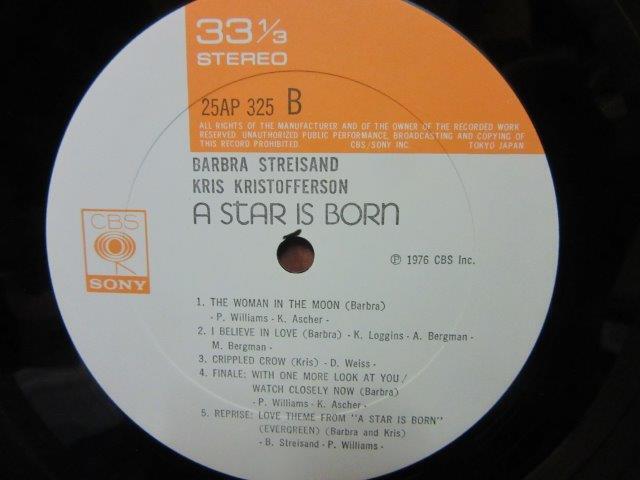 33 1/3
STEREO
25AP 325 B
ALL RIGHTS OF THE MANUFACTURER AND OF THE OWNER OF THE RECORDED WORK
RESERVED. UNAUTHORIZED PUBLIC PERFORMANCE, BROADCASTING AND COPYING OF
THIS RECORD PROHIBITED. CBS/SONY INC. TOKYO JAPAN
BARBRA STREISAND
KRIS KRISTOFFERSON
A STAR IS BORN
CBS
SONY
℗ 1976 CBS Inc.
1. THE WOMAN IN THE MOON (Barbra)
- P. Williams - K. Ascher -
2. I BELIEVE IN LOVE (Barbra) - K. Loggins - A. Bergman -
M. Bergman -
3. CRIPPLED CROW (Kris) - D. Weiss -
4. FINALE: WITH ONE MORE LOOK AT YOU/
WATCH CLOSELY NOW (Barbra)
- P. Williams - K. Ascher -
5. REPRISE: LOVE THEME FROM "A STAR IS BORN"
(EVERGREEN) (Barbra and Kris)
- B. Streisand - P. Williams -